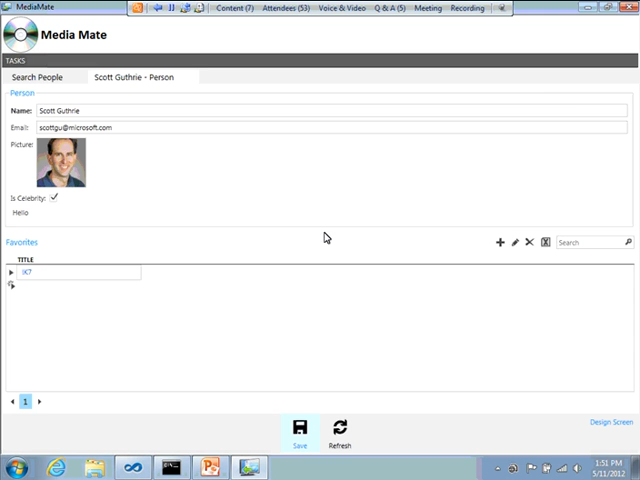 MediaMate
Content (7) Attendees (53) Voice & Video Q & A (5) Meeting Recording
Media Mate
TASKS
Search People Scott Guthrie - Person
Person
Name: Scott Guthrie
Email: scottgu@microsoft.com
Picture:
Is Celebrity:
Hello
Favorites Search
TITLE
1
Save Refresh
Design Screen
1:51 PM
5/11/2012